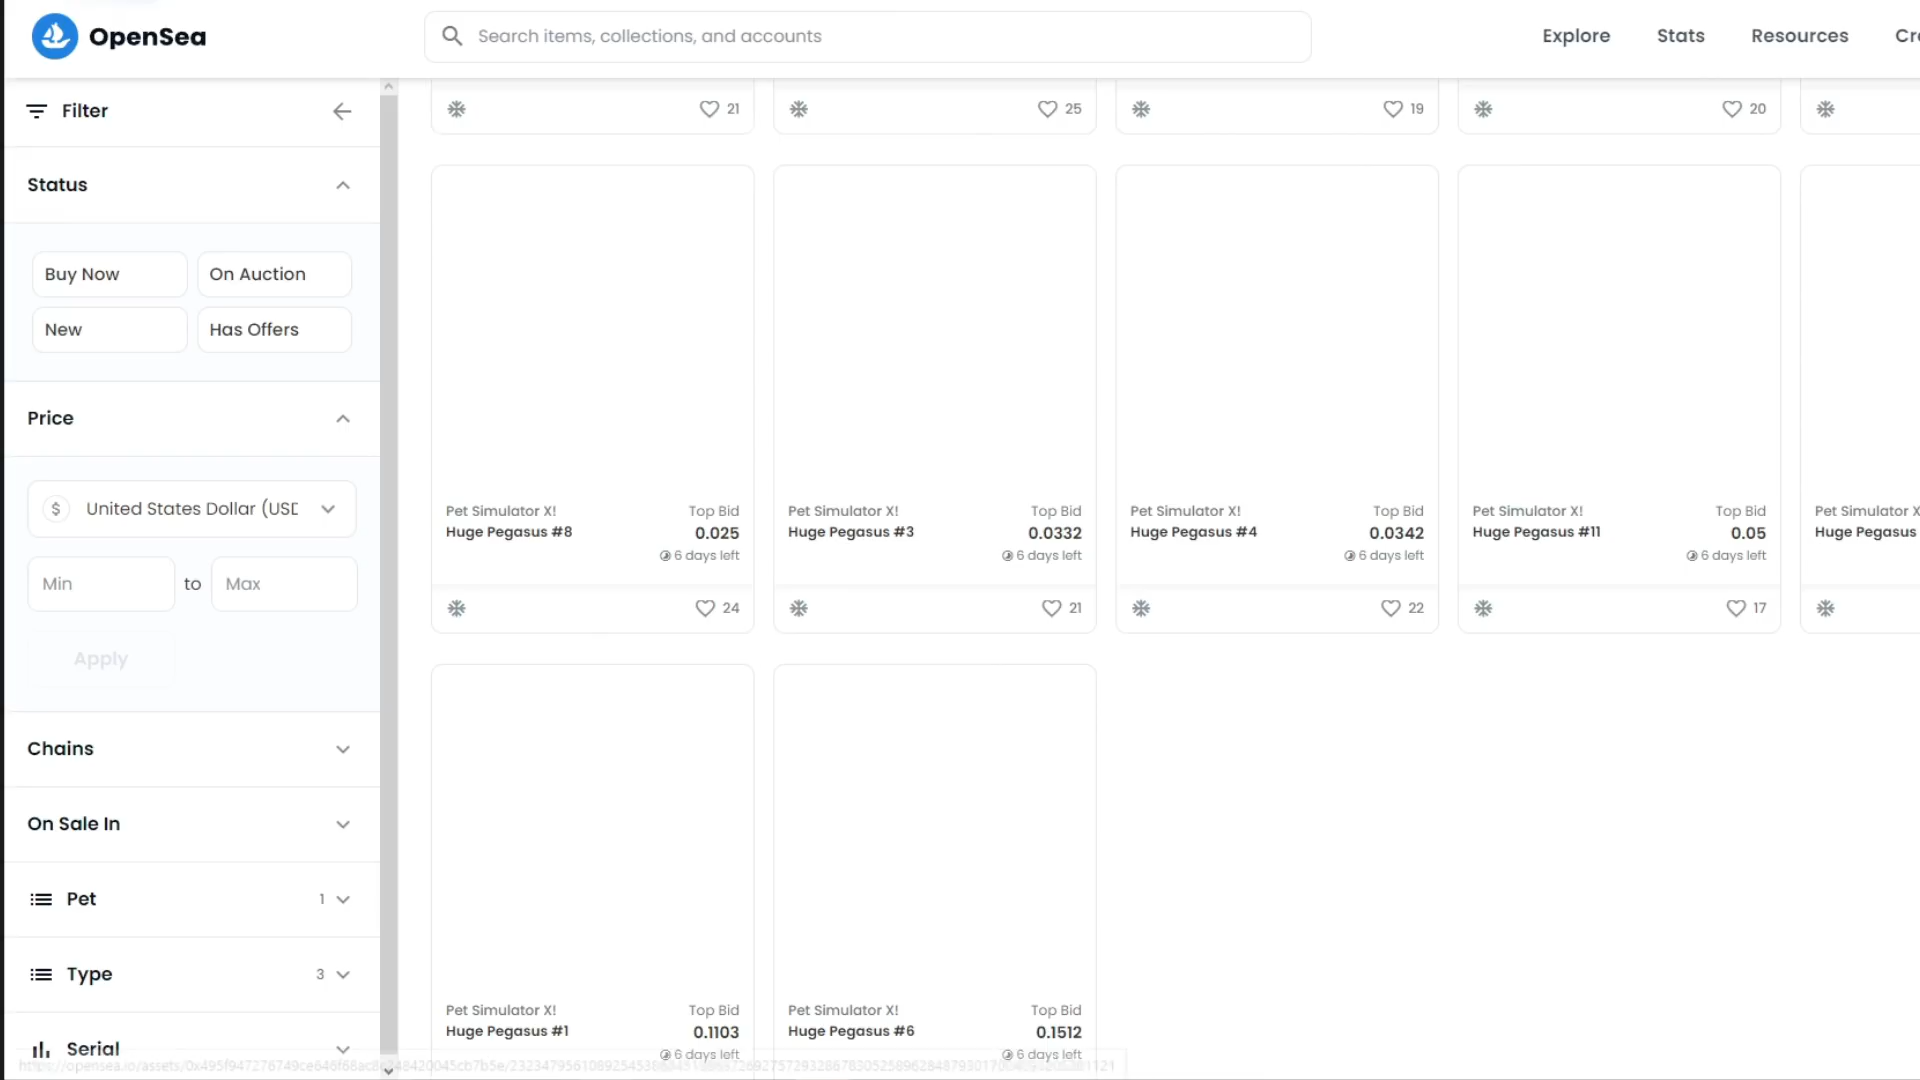 OpenSea
Search items, collections, and accounts
Explore
Stats
Resources
Filter
21
25
19
20
Status
Buy Now
On Auction
New
Has Offers
Price
$ United States Dollar (USD
Min
to
Max
Apply
Chains
On Sale In
Pet
1
Type
3
Serial
Pet Simulator X!
Top Bid
Huge Pegasus #8
0.025
6 days left
24
Pet Simulator X!
Top Bid
Huge Pegasus #3
0.0332
6 days left
21
Pet Simulator X!
Top Bid
Huge Pegasus #4
0.0342
6 days left
22
Pet Simulator X!
Top Bid
Huge Pegasus #11
0.05
6 days left
17
Pet Simulator X
Huge Pegasus
Pet Simulator X!
Top Bid
Huge Pegasus #1
0.1103
6 days left
Pet Simulator X!
Top Bid
Huge Pegasus #6
0.1512
6 days left